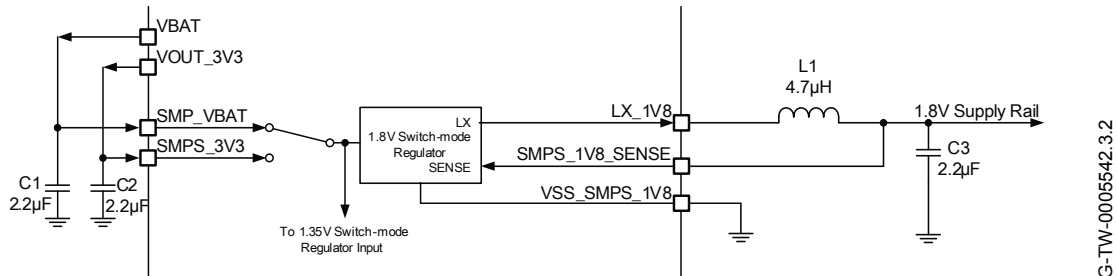 VBAT
VOUT_3V3
SMP_VBAT
SMPS_3V3
C1
2.2µF
C2
2.2µF
To 1.35V Switch-mode
Regulator Input
LX
1.8V Switch-mode
Regulator
SENSE
LX_1V8
SMPS_1V8_SENSE
VSS_SMPS_1V8
L1
4.7µH
1.8V Supply Rail
C3
2.2µF
G-TW-0005542.3.2